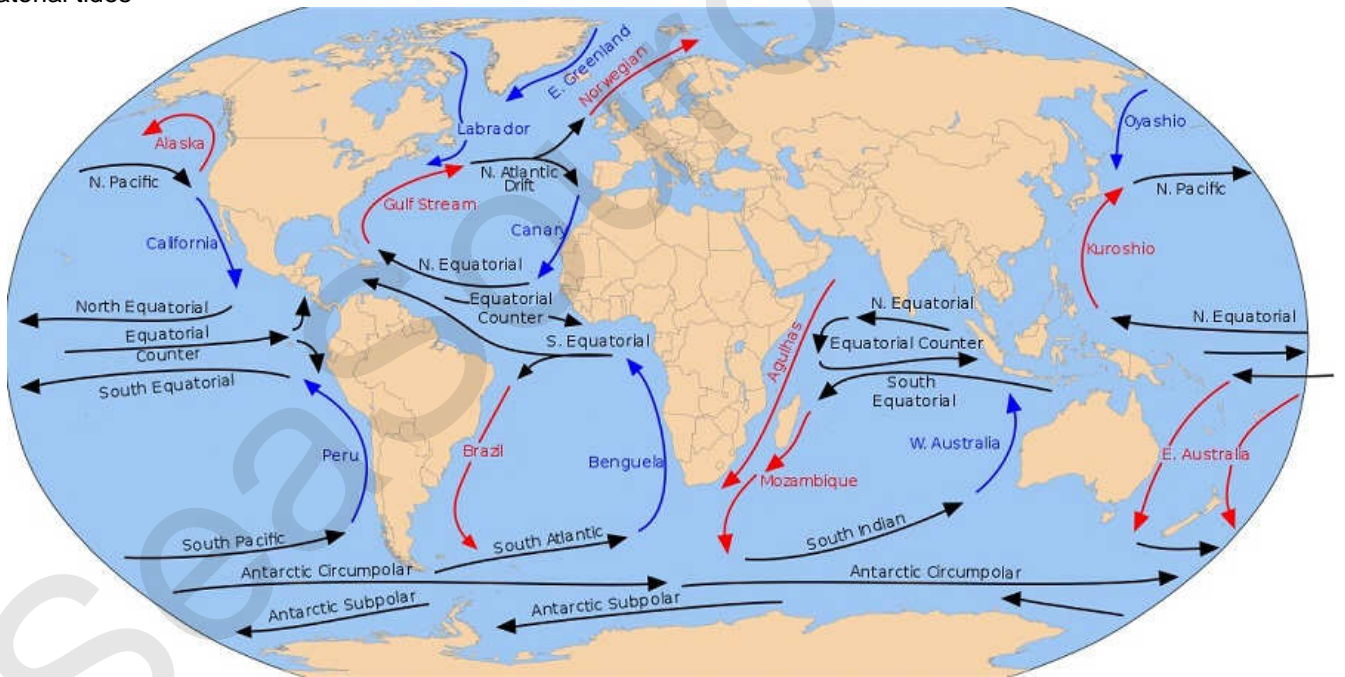 E. Greenland
Norwegian
Labrador
Oyashio
Alaska
N. Pacific
N. Atlantic
Drift
N. Pacific
Gulf Stream
Canary
California
Kuroshio
N. Equatorial
North Equatorial
Equatorial
Counter
N. Equatorial
N. Equatorial
Equatorial
Counter
S. Equatorial
Equatorial Counter
Agulhas
South Equatorial
South
Equatorial
Peru
Brazil
Benguela
W. Australia
E. Australia
Mozambique
South Pacific
South Atlantic
South Indian
Antarctic Circumpolar
Antarctic Circumpolar
Antarctic Subpolar
Antarctic Subpolar